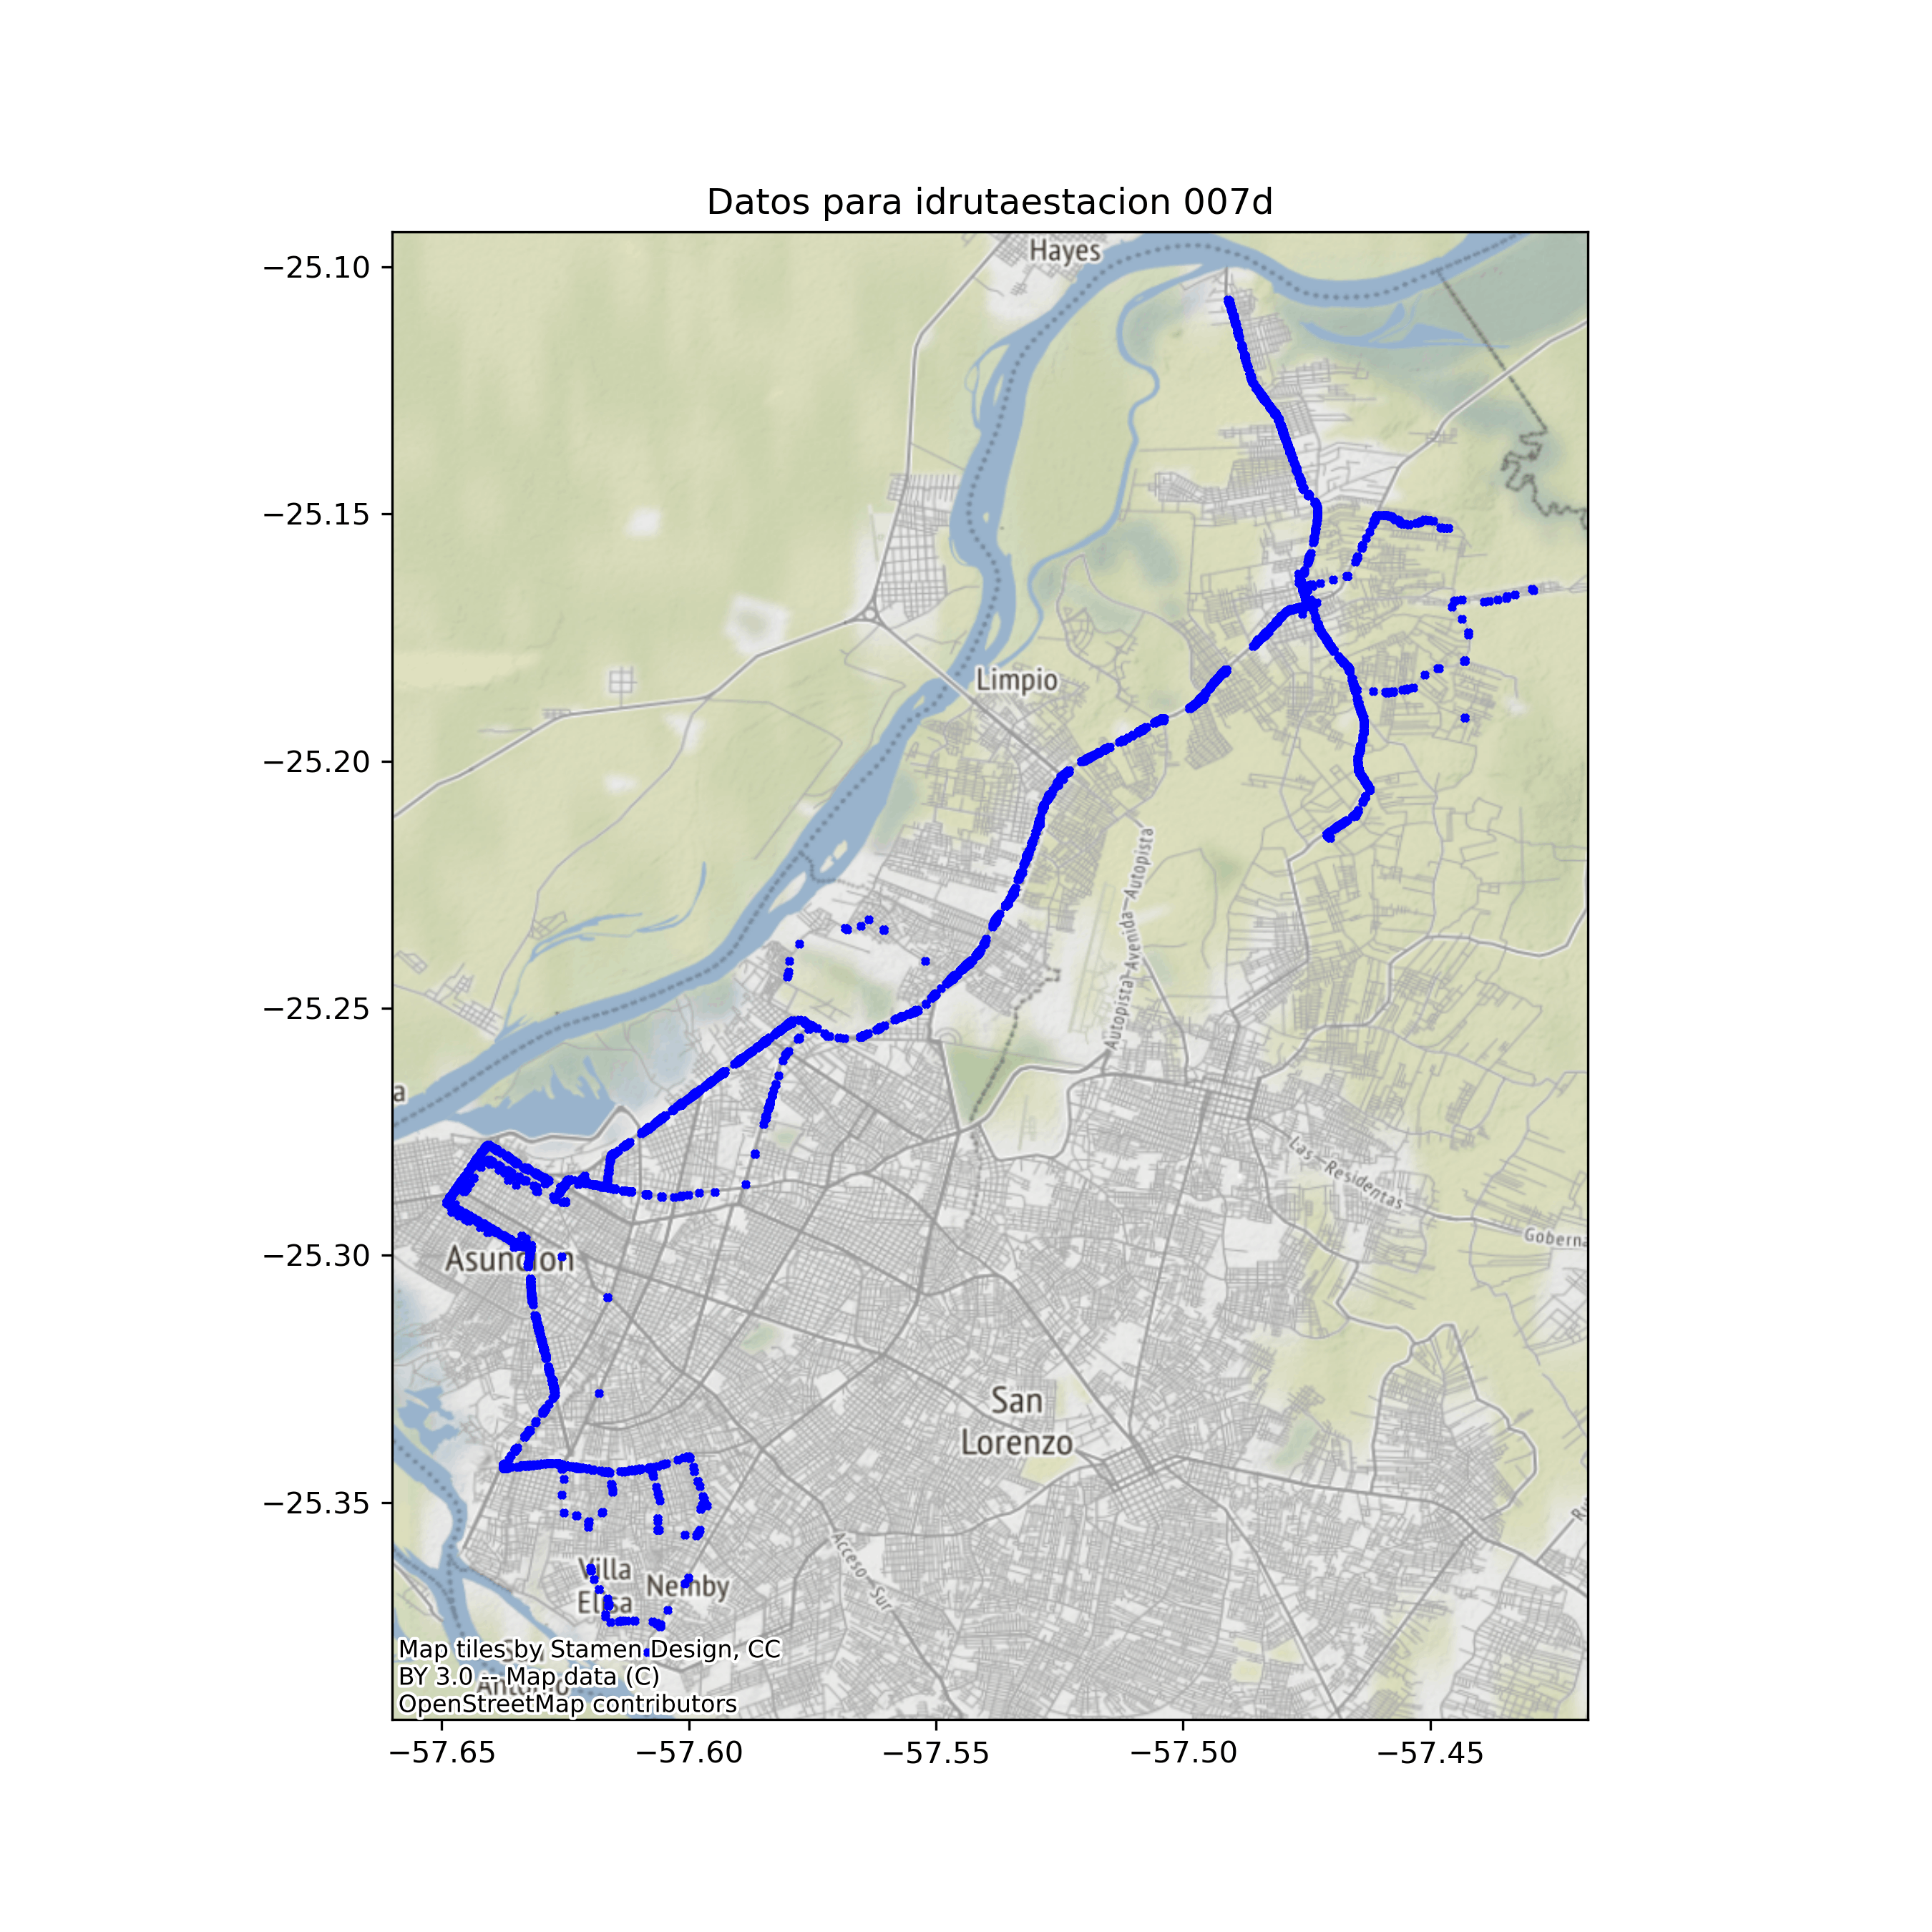 Datos para idrutaestacion 007d
−25.10
−25.15
−25.20
−25.25
−25.30
−25.35
Hayes
Limpio
Autopista
Autopista-Avenida
a
Las-Residentas
Goberna
Asunción
San
Lorenzo
Acceso-Sur
Villa
Elisa
Ñemby
Map tiles by Stamen Design, CC
BY 3.0 -- Map data (C)
OpenStreetMap contributors
−57.65
−57.60
−57.55
−57.50
−57.45